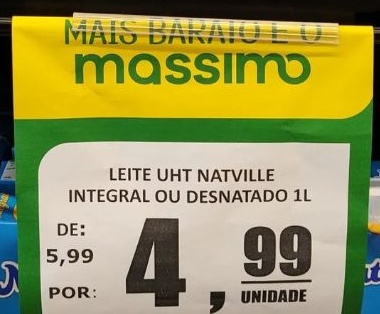 MAIS BARATO É O
massimo
LEITE UHT NATVILLE
INTEGRAL OU DESNATADO 1L
DE:
5,99
POR: 4,99
UNIDADE